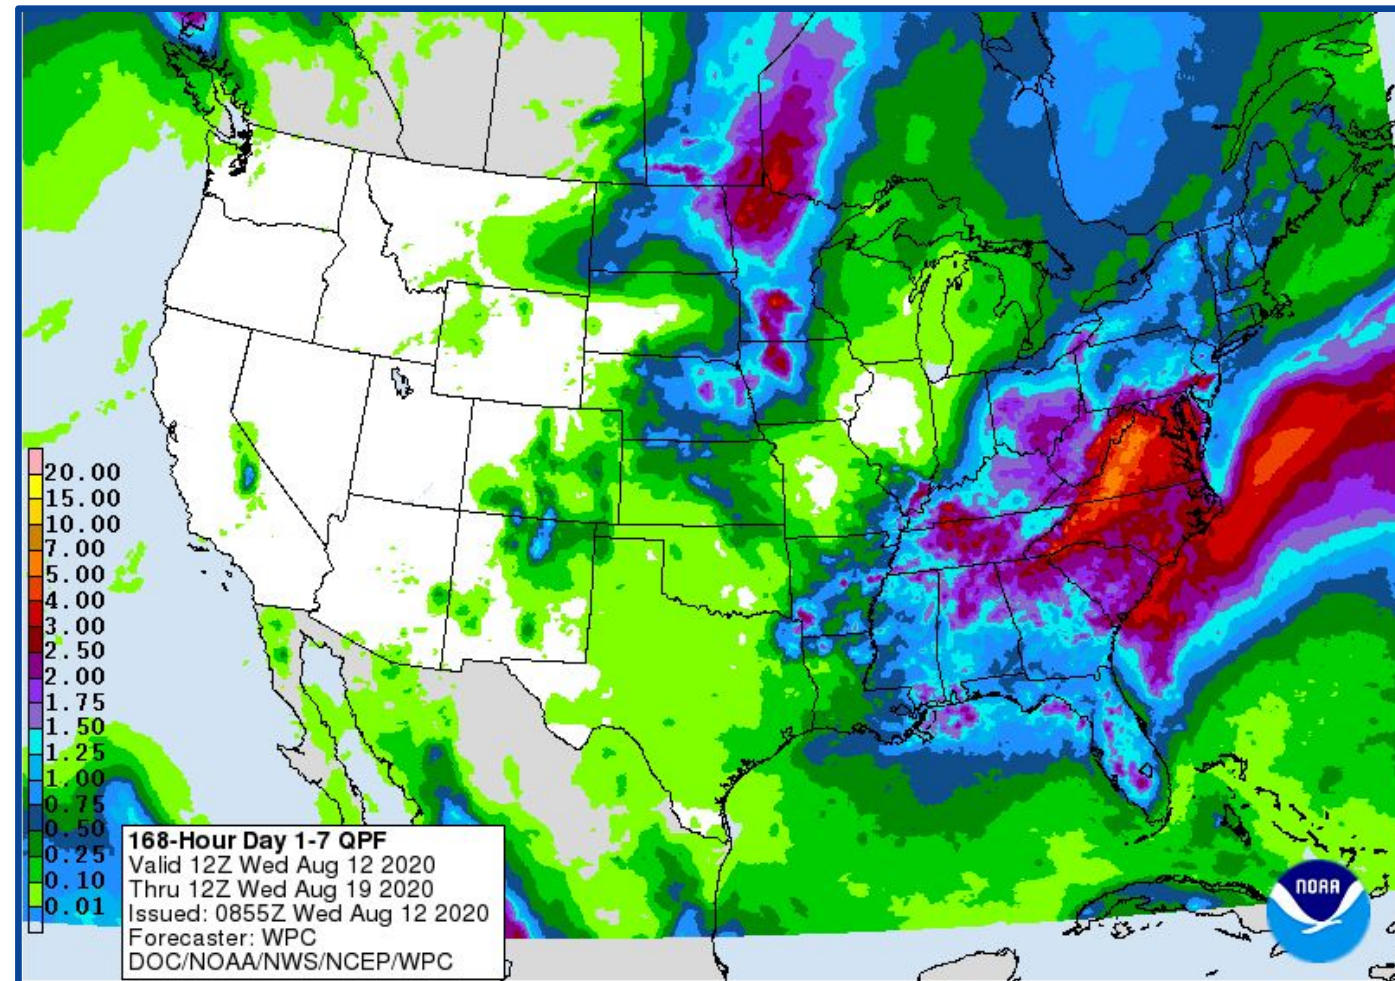 20.00
15.00
10.00
7.00
5.00
4.00
3.00
2.50
2.00
1.75
1.50
1.25
1.00
0.75
0.50
0.25
0.10
0.01
168-Hour Day 1-7 QPF
Valid 12Z Wed Aug 12 2020
Thru 12Z Wed Aug 19 2020
Issued: 0855Z Wed Aug 12 2020
Forecaster: WPC
DOC/NOAA/NWS/NCEP/WPC
NOAA